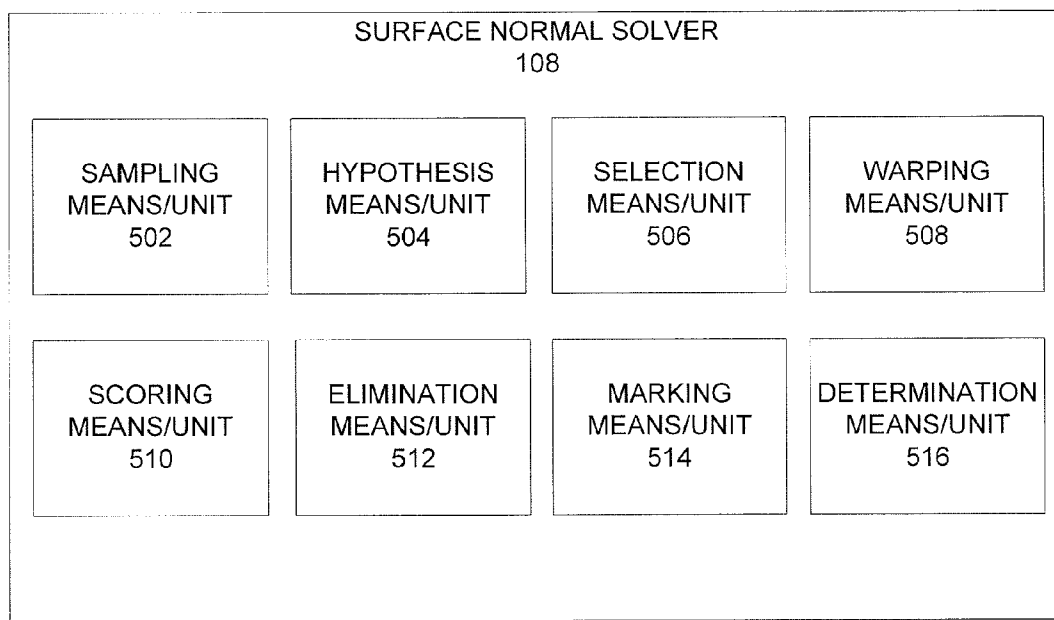 SURFACE NORMAL SOLVER
108
SAMPLING
MEANS/UNIT
502
HYPOTHESIS
MEANS/UNIT
504
SELECTION
MEANS/UNIT
506
WARPING
MEANS/UNIT
508
SCORING
MEANS/UNIT
510
ELIMINATION
MEANS/UNIT
512
MARKING
MEANS/UNIT
514
DETERMINATION
MEANS/UNIT
516